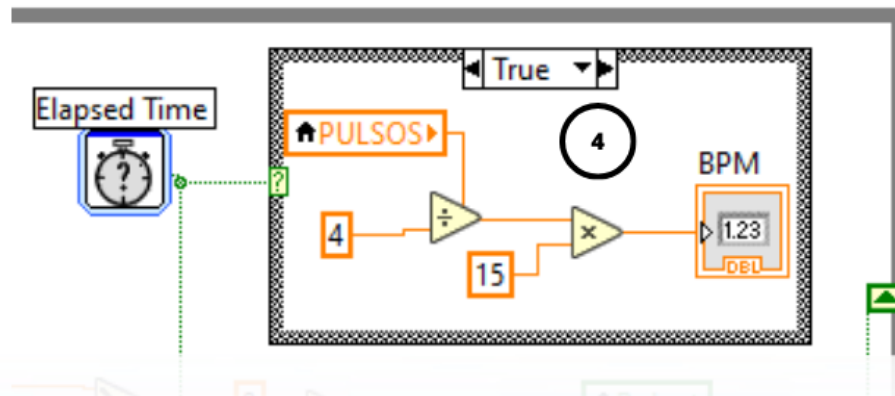 True
Elapsed Time
PULSOS
4
BPM
?
?
÷
4
×
1.23
15
DBL